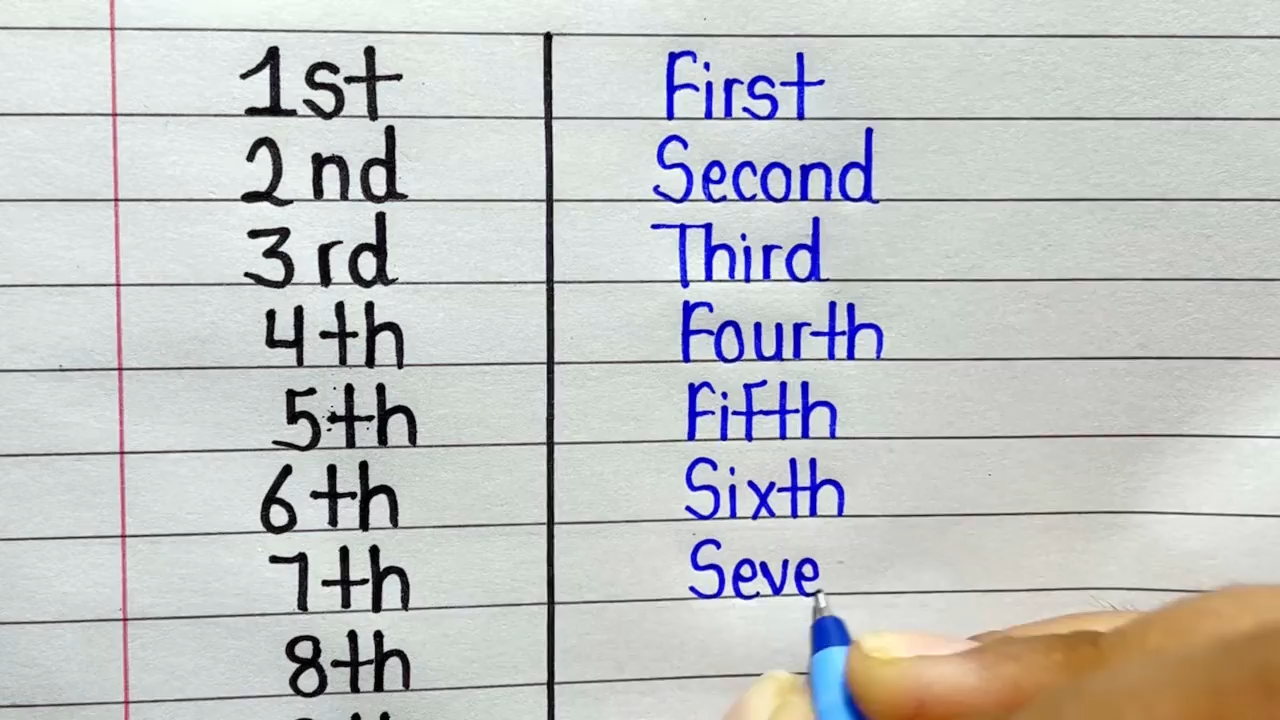 1st First
2nd Second
3rd Third
4th Fourth
5th Fifth
6th Sixth
7th Seve
8th